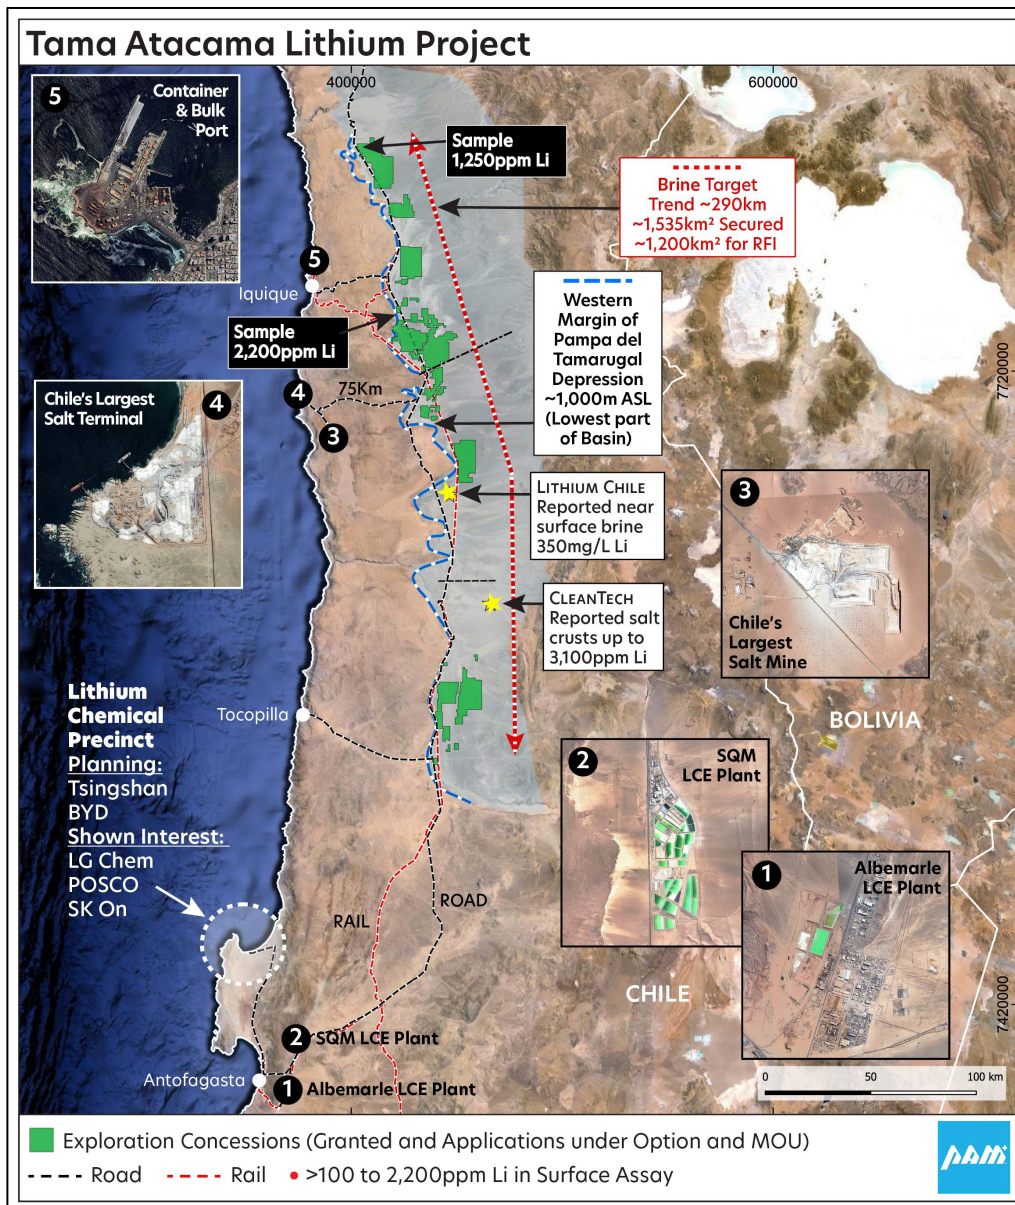 Tama Atacama Lithium Project
400000
600000
5
Container
& Bulk
Port
Sample
1,250ppm Li
Brine Target
Trend ~290km
~1,535km² Secured
~1,200km² for RFI
5
Iquique
Sample
2,200ppm Li
Western
Margin of
Pampa del
Tamarugal
Depression
~1,000m ASL
(Lowest part
of Basin)
7720000
4
75Km
3
Chile's Largest
Salt Terminal
4
LITHIUM CHILE
Reported near
surface brine
350mg/L Li
3
Chile's
Largest
Salt Mine
CLEANTECH
Reported salt
crusts up to
3,100ppm Li
Lithium
Chemical
Precinct
Planning:
Tsingshan
BYD
Shown Interest:
LG Chem
POSCO
SK On
Tocopilla
BOLIVIA
2
SQM
LCE Plant
1
Albemarle
LCE Plant
RAIL
ROAD
CHILE
7420000
2 SQM LCE Plant
Antofagasta
1 Albemarle LCE Plant
0 50 100 km
Exploration Concessions (Granted and Applications under Option and MOU)
Road Rail >100 to 2,200ppm Li in Surface Assay
PAM